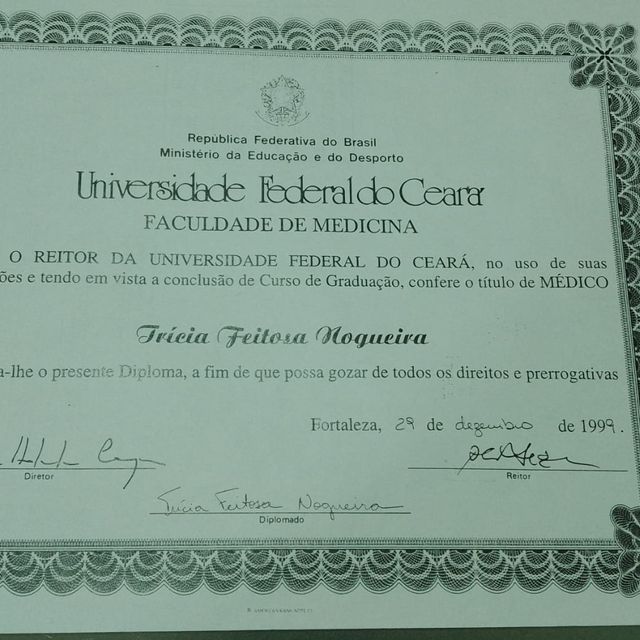 República Federativa do Brasil
Ministério da Educação e do Desporto
Universidade Federal do Ceará
FACULDADE DE MEDICINA
O REITOR DA UNIVERSIDADE FEDERAL DO CEARÁ, no uso de suas
ões e tendo em vista a conclusão de Curso de Graduação, confere o título de MÉDICO
Trícia Feitosa Nogueira
a-lhe o presente Diploma, a fim de que possa gozar de todos os direitos e prerrogativas
Fortaleza, 29 de dezembro de 1999.
Diretor
Reitor
Trícia Feitosa Nogueira
Diplomado